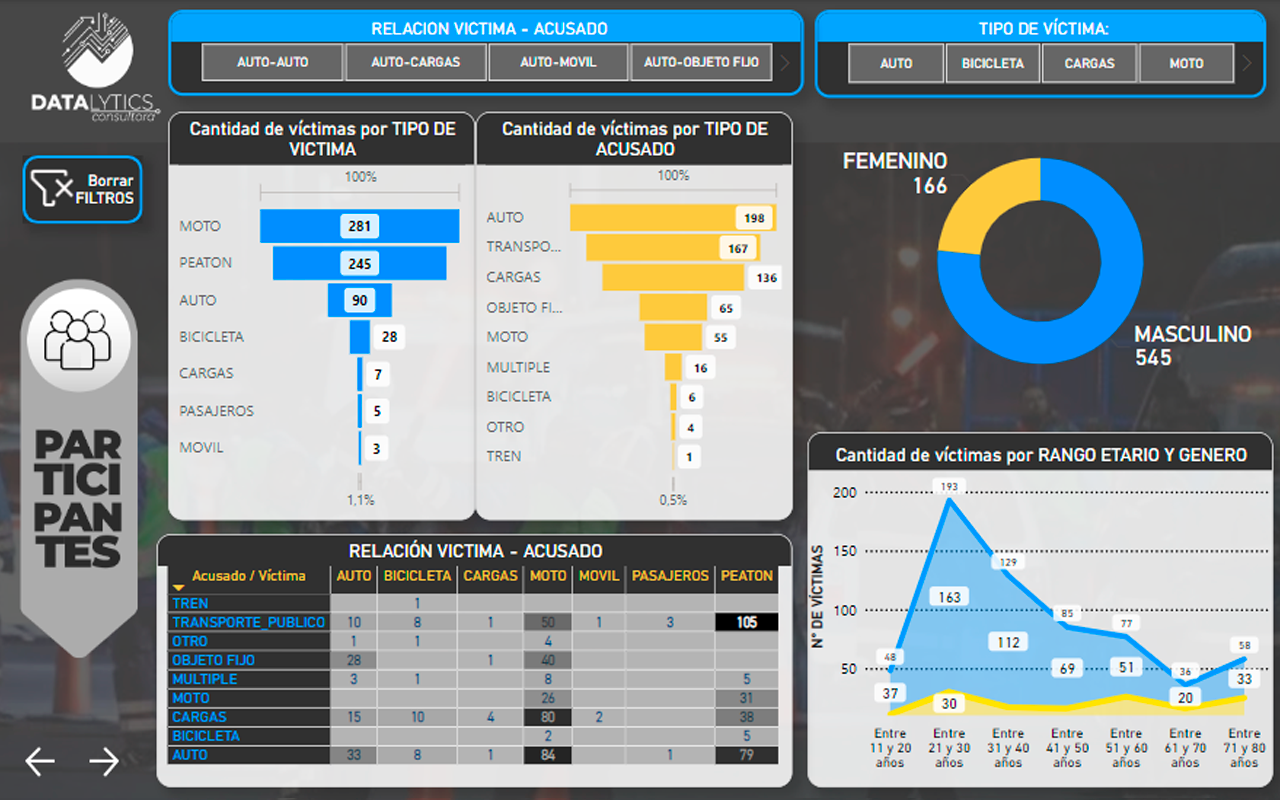 DATALYTICS
consultora
RELACION VICTIMA - ACUSADO
AUTO-AUTO
AUTO-CARGAS
AUTO-MOVIL
AUTO-OBJETO FIJO
TIPO DE VÍCTIMA:
AUTO
BICICLETA
CARGAS
MOTO
Borrar
FILTROS
PAR
TICI
PAN
TES
Cantidad de víctimas por TIPO DE
VICTIMA
100%
MOTO 281
PEATON 245
AUTO 90
BICICLETA 28
CARGAS 7
PASAJEROS 5
MOVIL 3
1,1%
Cantidad de víctimas por TIPO DE
ACUSADO
100%
AUTO 198
TRANSPO... 167
CARGAS 136
OBJETO FI... 65
MOTO 55
MULTIPLE 16
BICICLETA 6
OTRO 4
TREN 1
0,5%
FEMENINO
166
MASCULINO
545
RELACIÓN VICTIMA - ACUSADO
Acusado / Víctima AUTO BICICLETA CARGAS MOTO MOVIL PASAJEROS PEATON
TREN 1
TRANSPORTE_PUBLICO 10 8 1 50 1 3 105
OTRO 1 1 4
OBJETO FIJO 28 1 40
MULTIPLE 3 1 8 5
MOTO 26 31
CARGAS 15 10 4 80 2 38
BICICLETA 2 5
AUTO 33 8 1 84 1 79
Cantidad de víctimas por RANGO ETARIO Y GENERO
N° DE VÍCTIMAS
200
150
100
50
48
193
129
85
77
36
58
37
163
112
69
51
20
33
30
Entre
11 y 20
años
Entre
21 y 30
años
Entre
31 y 40
años
Entre
41 y 50
años
Entre
51 y 60
años
Entre
61 y 70
años
Entre
71 y 80
años